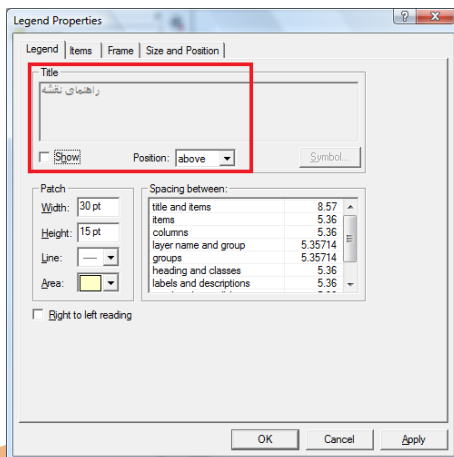 Legend Properties
Legend Items Frame Size and Position
Title
راهنمای نقشه
Show Position: above Symbol...
Patch
Width: 30 pt
Height: 15 pt
Line:
Area:
Spacing between:
title and items 8.57
items 5.36
columns 5.36
layer name and group 5.35714
groups 5.35714
heading and classes 5.36
labels and descriptions 5.36
Right to left reading
OK Cancel Apply